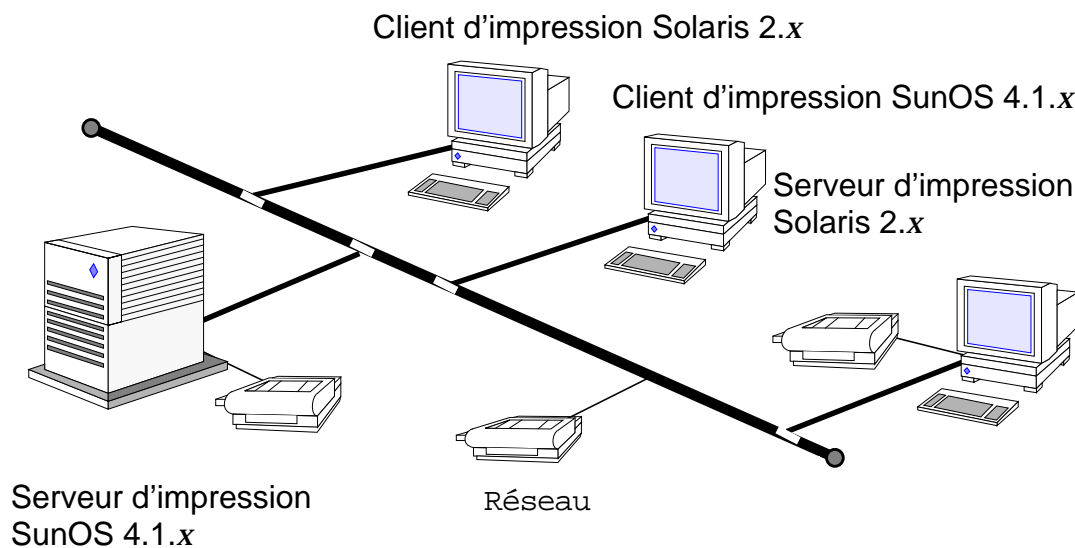 Client d'impression Solaris 2.x
Client d'impression SunOS 4.1.x
Serveur d'impression
Solaris 2.x
Serveur d'impression
SunOS 4.1.x
Réseau